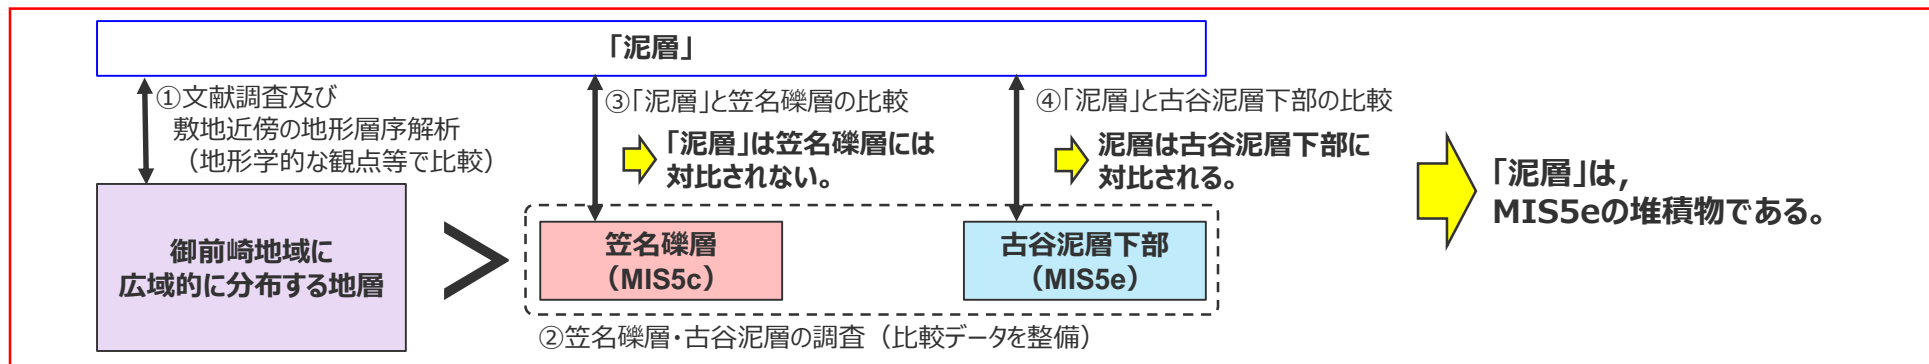 「泥層」
①文献調査及び
敷地近傍の地形層序解析
（地形学的な観点等で比較）
③「泥層」と笠名礫層の比較
「泥層」は笠名礫層には
対比されない。
④「泥層」と古谷泥層下部の比較
泥層は古谷泥層下部に
対比される。
「泥層」は，
MIS5eの堆積物である。
御前崎地域に
広域的に分布する地層
笠名礫層
（MIS5c）
古谷泥層下部
（MIS5e）
②笠名礫層・古谷泥層の調査（比較データを整備）